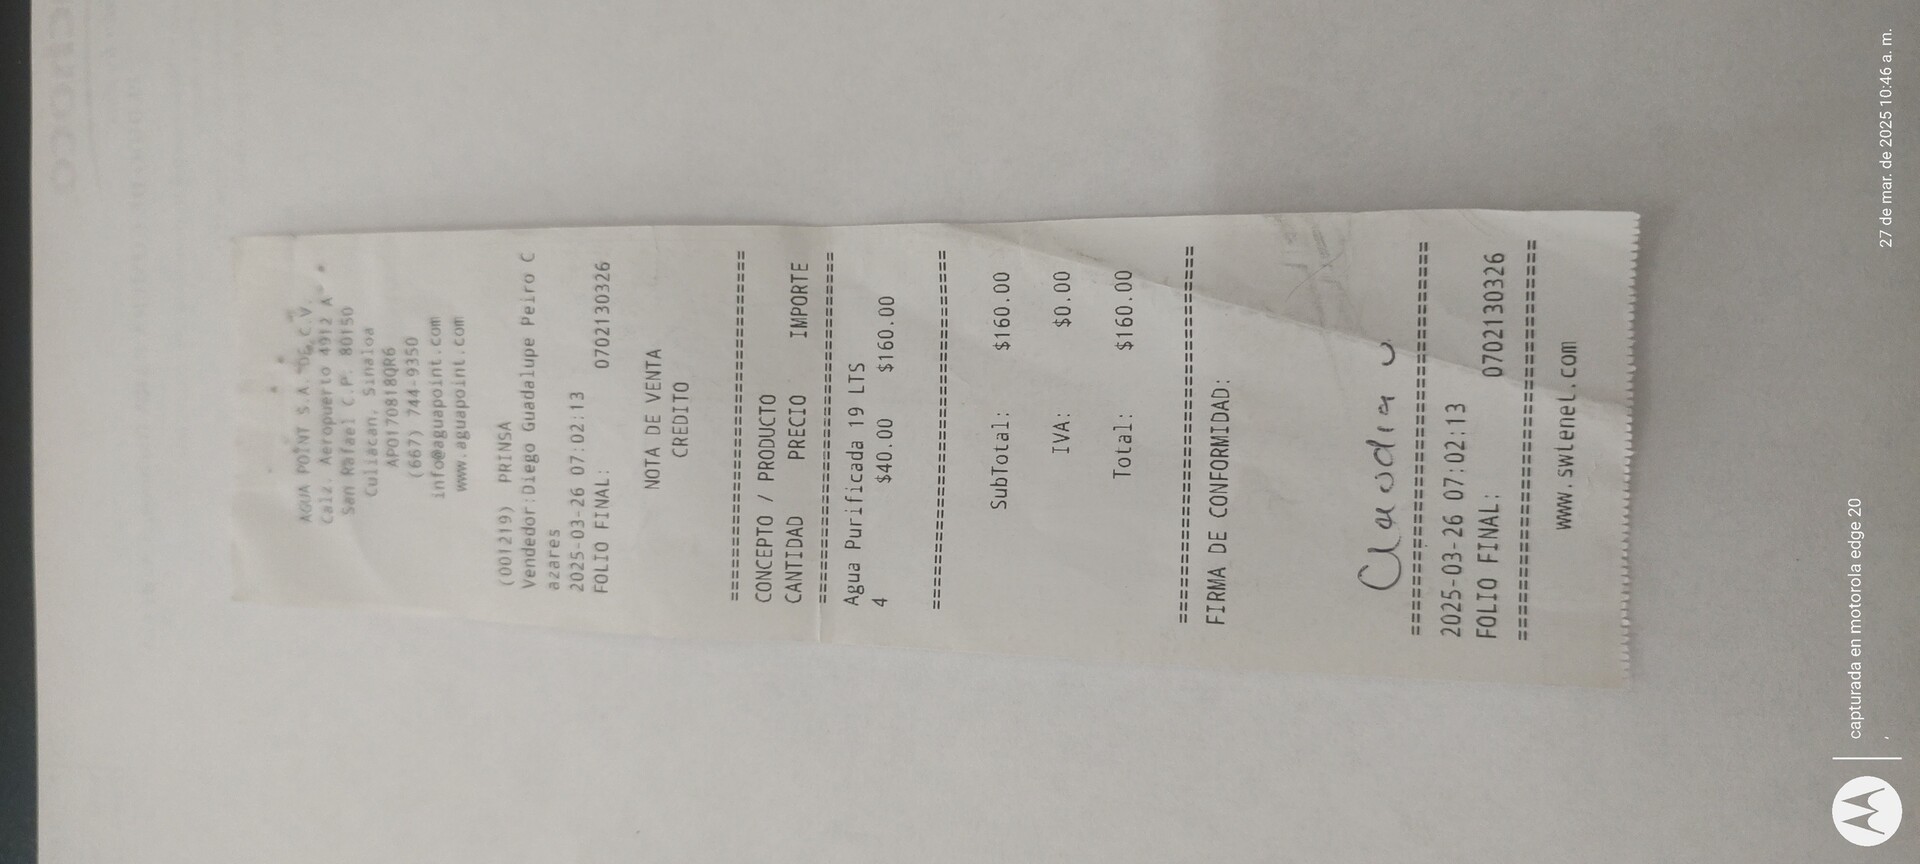 AGUA POINT S.A. DE C.V.
Calz. Aeropuerto 4912 A
San Rafael C.P. 80150
Culiacan, Sinaloa
APO170818QR6
(667) 744-9350
info@aguapoint.com
www.aguapoint.com
(001219) PRINSA
Vendedor:Diego Guadalupe Peiro C
azares
2025-03-26 07:02:13
FOLIO FINAL: 0702130326
NOTA DE VENTA
CREDITO
================================
CONCEPTO / PRODUCTO
CANTIDAD PRECIO IMPORTE
================================
Agua Purificada 19 LTS
4 $40.00 $160.00
================================
SubTotal: $160.00
IVA: $0.00
Total: $160.00
================================
FIRMA DE CONFORMIDAD:
Claudia
================================
2025-03-26 07:02:13
FOLIO FINAL: 0702130326
================================
www.swtenel.com
capturada en motorola edge 20
27 de mar. de 2025 10:46 a. m.